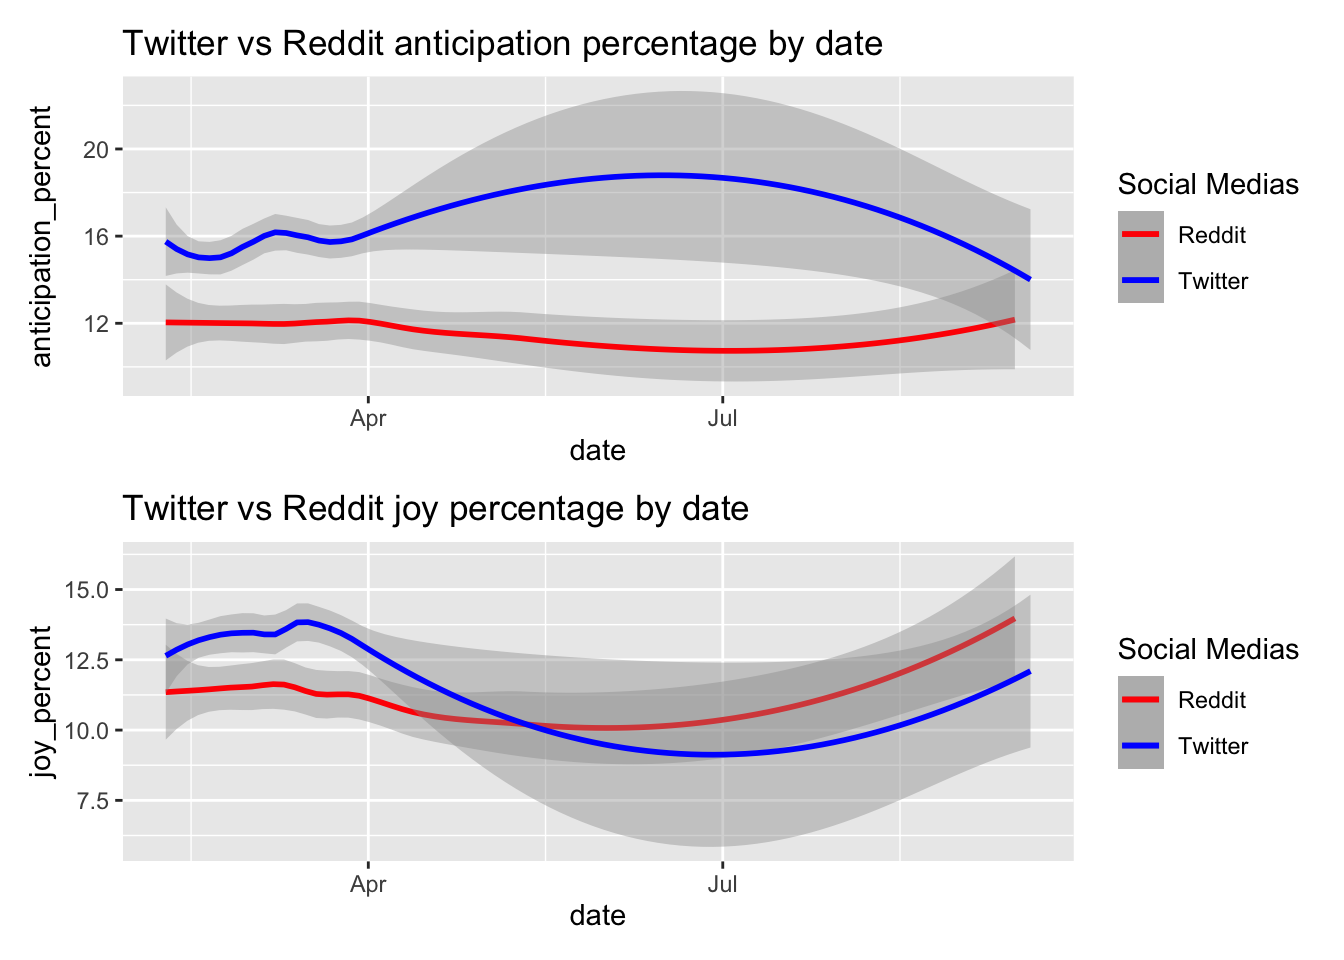 Twitter vs Reddit anticipation percentage by date
anticipation_percent
20
16
12
Apr
Jul
date
Social Medias
Reddit
Twitter
Twitter vs Reddit joy percentage by date
joy_percent
15.0
12.5
10.0
7.5
Apr
Jul
date
Social Medias
Reddit
Twitter